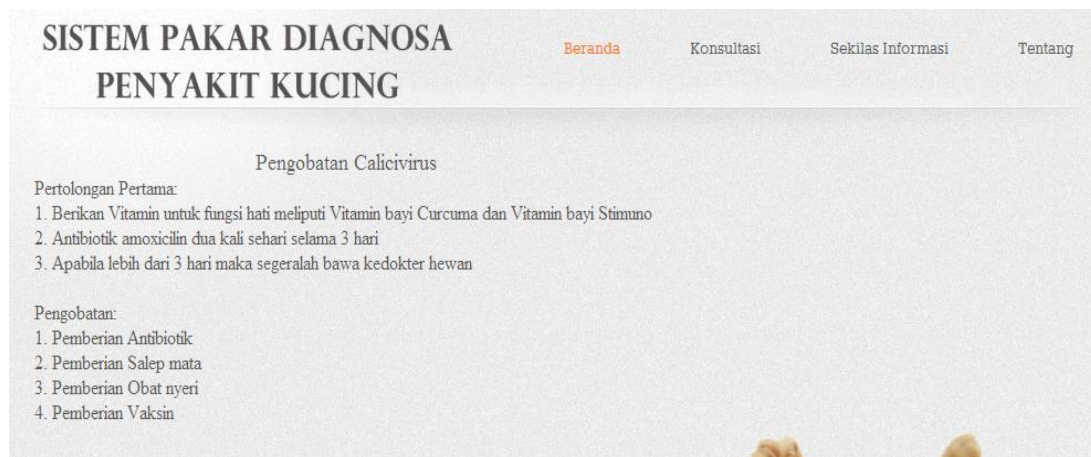 SISTEM PAKAR DIAGNOSA
PENYAKIT KUCING
Beranda Konsultasi Sekilas Informasi Tentang
Pengobatan Calicivirus
Pertolongan Pertama:
1. Berikan Vitamin untuk fungsi hati meliputi Vitamin bayi Curcuma dan Vitamin bayi Stimuno
2. Antibiotik amoxicilin dua kali sehari selama 3 hari
3. Apabila lebih dari 3 hari maka segeralah bawa kedokter hewan
Pengobatan:
1. Pemberian Antibiotik
2. Pemberian Salep mata
3. Pemberian Obat nyeri
4. Pemberian Vaksin